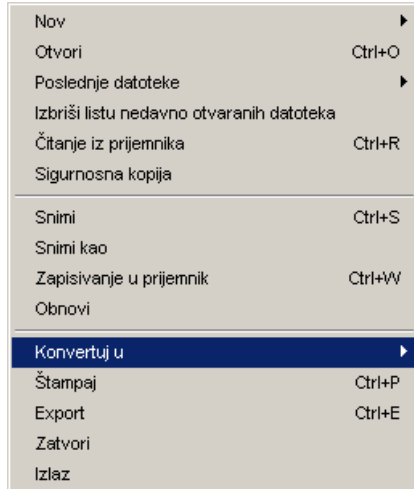 Nov
Otvori Ctrl+O
Poslednje datoteke
Izbriši listu nedavno otvaranih datoteka
Čitanje iz prijemnika Ctrl+R
Sigurnosna kopija
Snimi Ctrl+S
Snimi kao
Zapisivanje u prijemnik Ctrl+W
Obnovi
Konvertuj u
Štampaj Ctrl+P
Export Ctrl+E
Zatvori
Izlaz